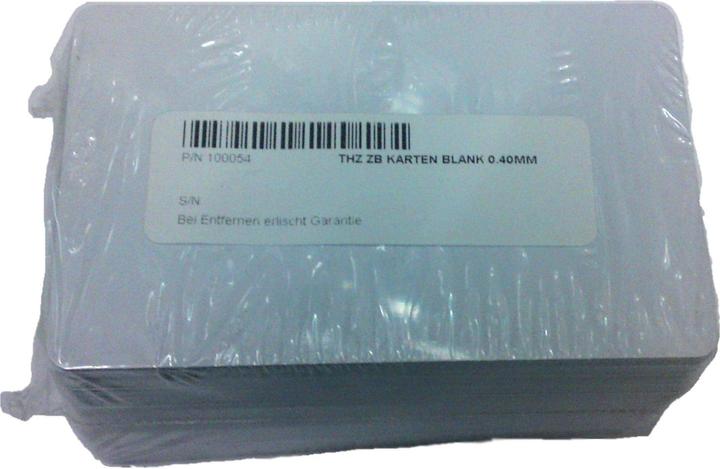 P/N 100054 THZ ZB KARTEN BLANK 0.40MM
S/N:
Bei Entfernen erlischt Garantie